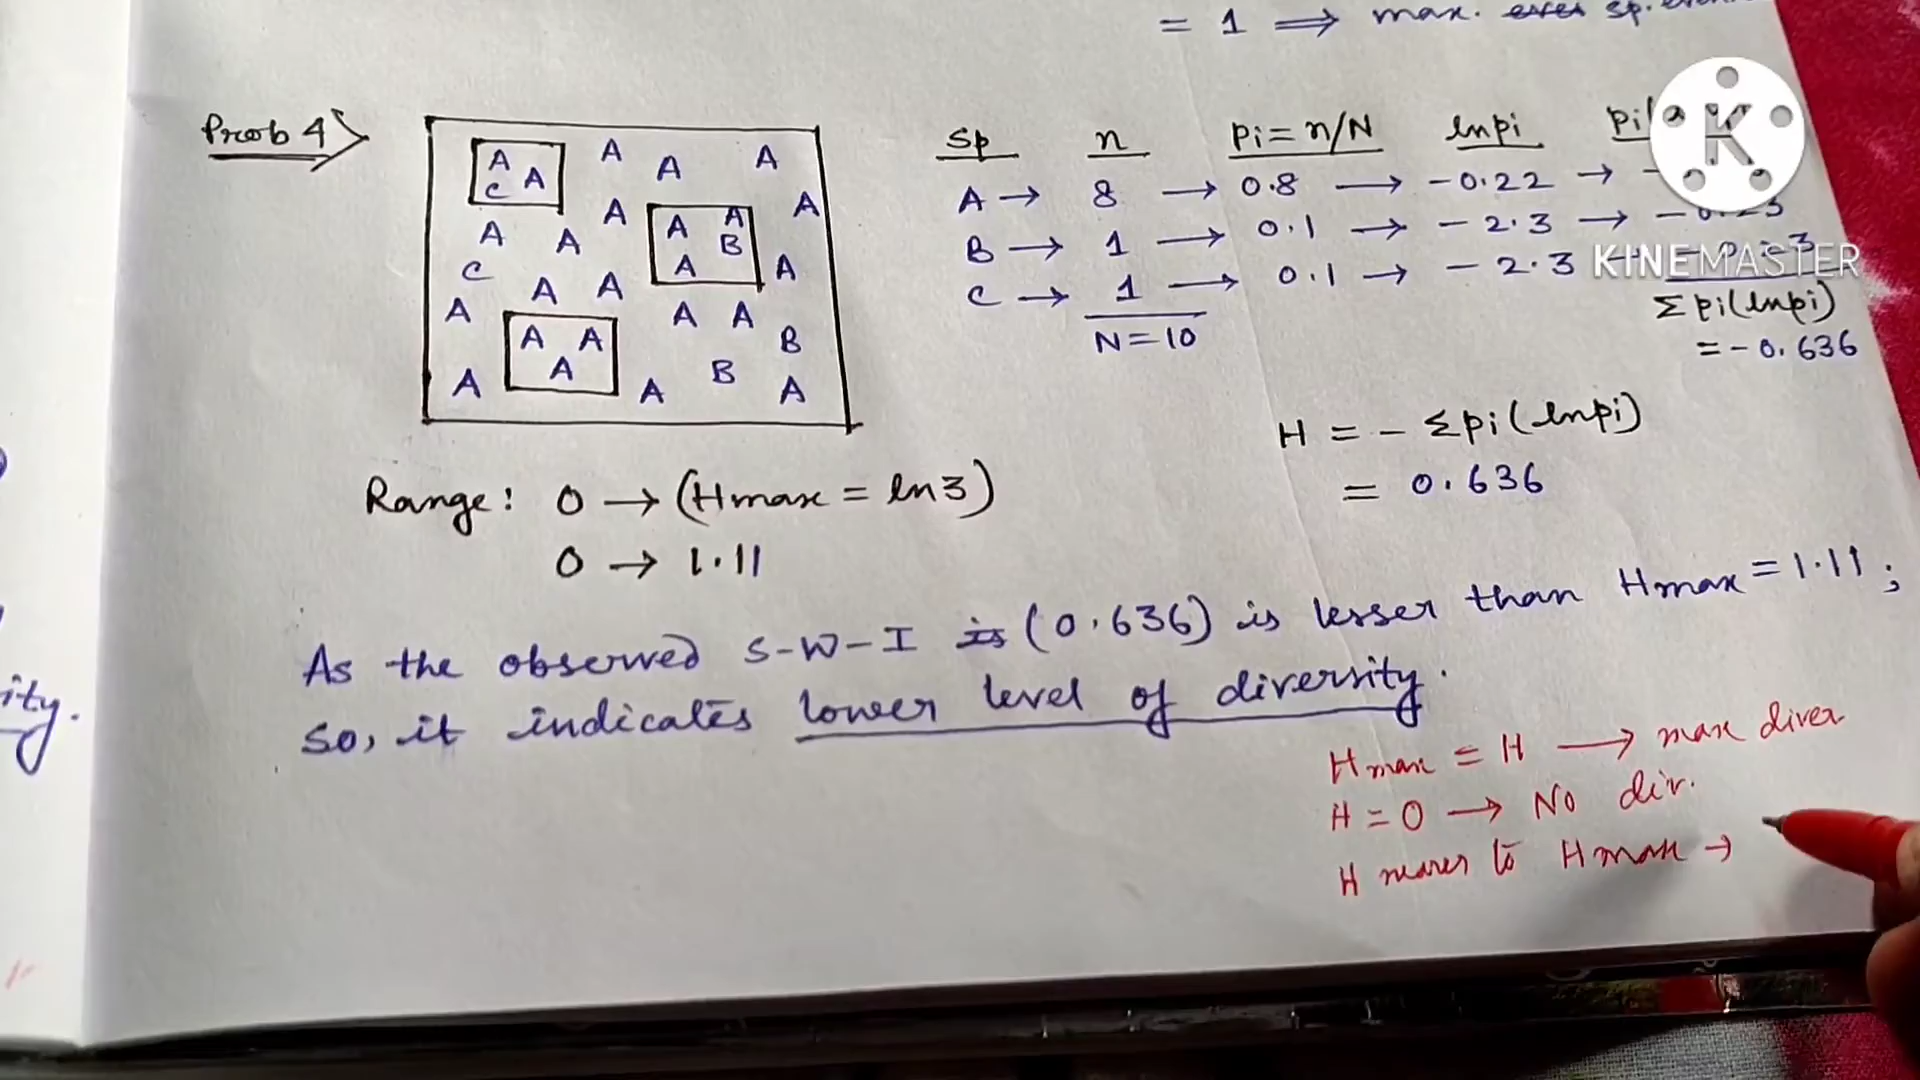 = 1 ⟹ max. sp.
Prob 4
A A C A
A A A
A A
A A B A
A A A
C A A A
A A A
A A A
B B
A A A
Sp n Pi = n/N lnpi
A → 8 → 0.8 → -0.22 → -
B → 1 → 0.1 → -2.3 →
C → 1 → 0.1 → -2.3
N = 10
Σ pi(lnpi)
= -0.636
H = - Σpi(lnpi)
= 0.636
Range: 0 → (Hmax = ln3)
0 → 1.11
As the observed S-W-I is (0.636) is lesser than Hmax = 1.11;
So, it indicates lower level of diversity.
Hmax = H → max diver
H = 0 → No div.
H nearer to Hmax →
ity.
K
KINEMASTER